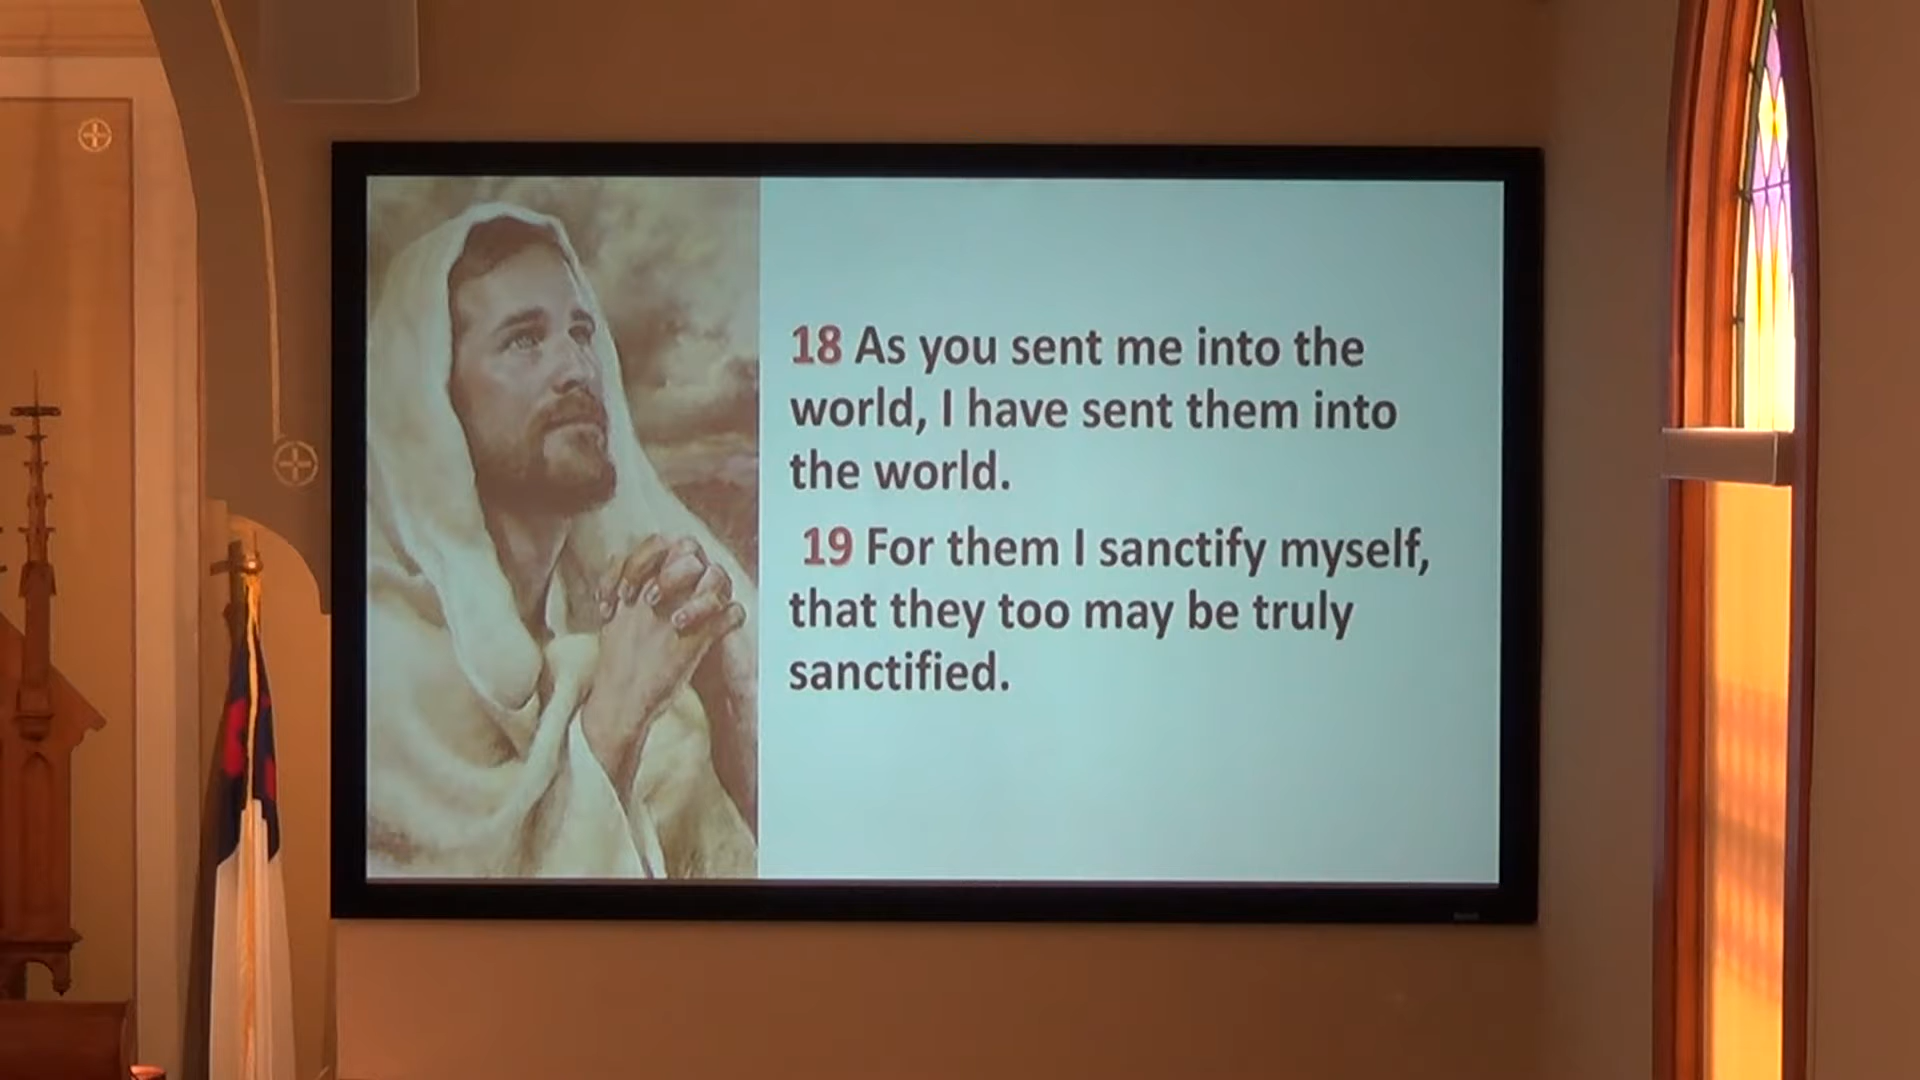 18 As you sent me into the
world, I have sent them into
the world.
19 For them I sanctify myself,
that they too may be truly
sanctified.